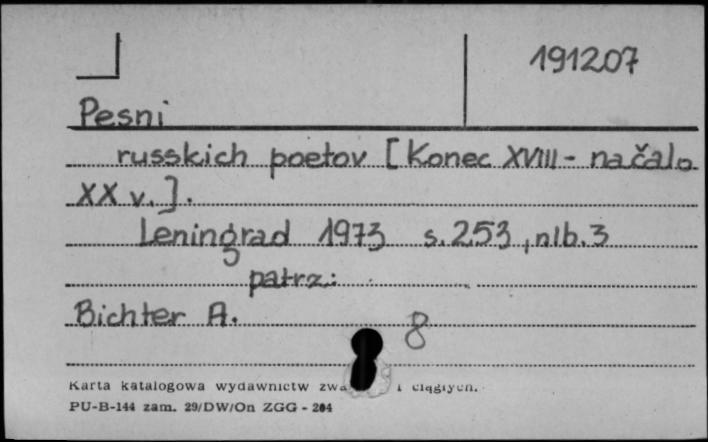 191207
Pesni
russkich poetov [Konec XVIII - načalo
XX v.].
Leningrad 1973 s. 253, nlb. 3
patrz:
Bichter A.
8
Karta katalogowa wydawnictw i ciągłych.
PU-B-144 zam. 29/DW/On ZGG - 204